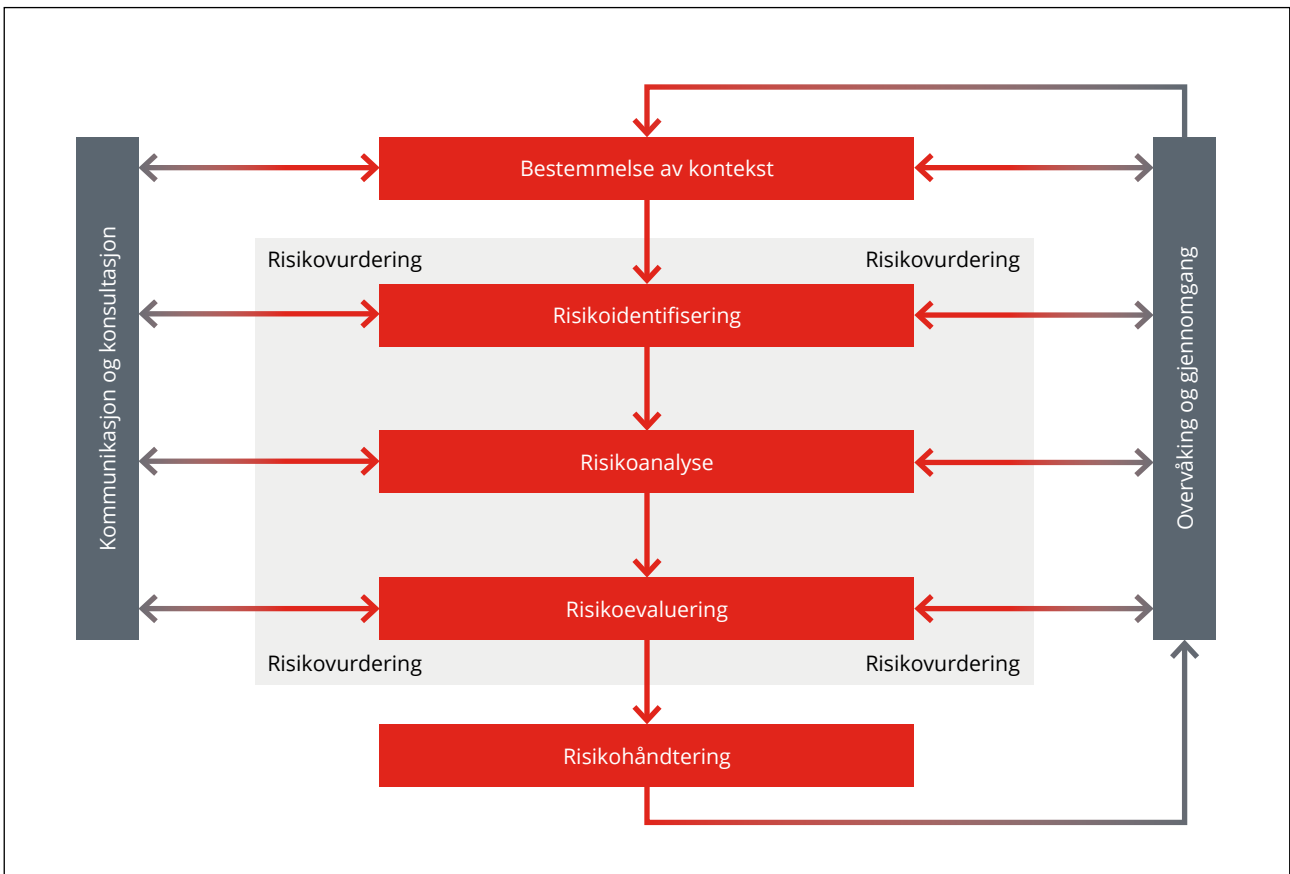 Bestemmelse av kontekst
Kommunikasjon og konsultasjon
Risikovurdering
Risikovurdering
Risikoidentifisering
Risikoanalyse
Risikoevaluering
Risikovurdering
Risikovurdering
Risikohåndtering
Overvåking og gjennomgang